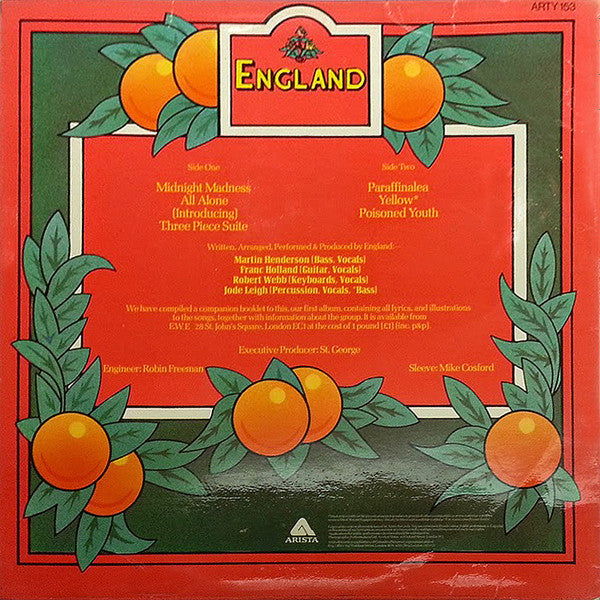 ARTY 153
ENGLAND
Side One
Midnight Madness
All Alone
(Introducing)
Three Piece Suite
Side Two
Paraffinalea
Yellow*
Poisoned Youth
Written, Arranged, Performed & Produced by England:-
Martin Henderson (Bass, Vocals)
Franc Holland (Guitar, Vocals)
Robert Webb (Keyboards, Vocals)
Jode Leigh (Percussion, Vocals, *Bass)
We have compiled a companion booklet to this, our first album, containing all lyrics, and illustrations
to the songs, together with information about the group. It is available from
E.W.E 28 St. John's Square, London EC1 at the cost of 1 pound (£1) (inc. p&p).
Executive Producer: St. George
Engineer: Robin Freeman
Sleeve: Mike Cosford
ARISTA